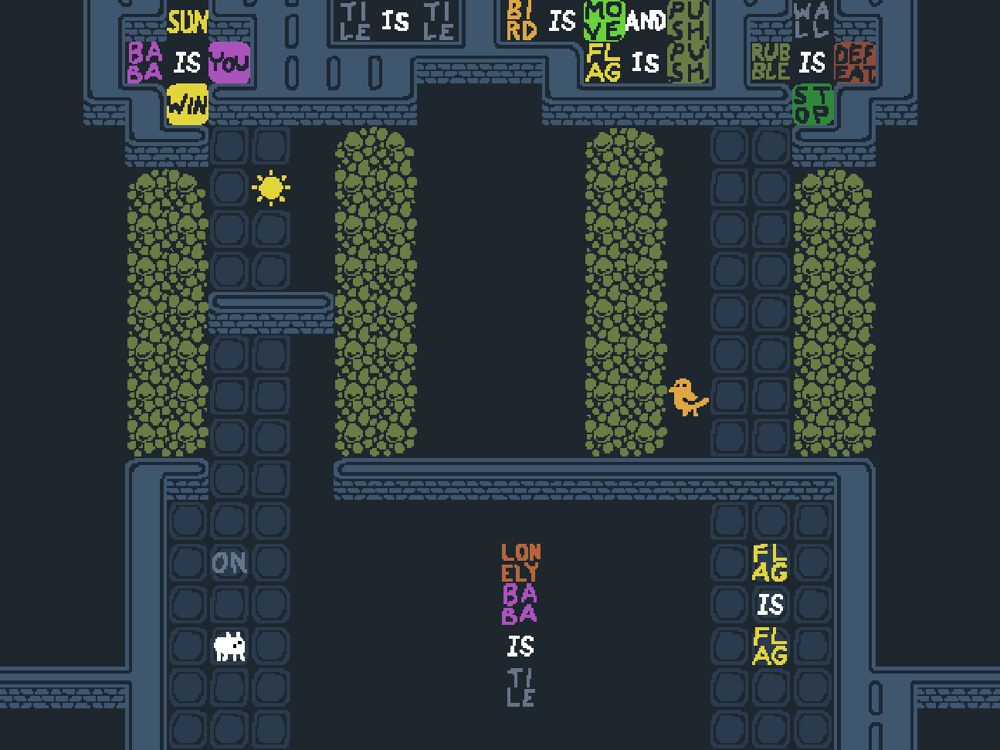 SUN TILE IS TILE BIRD IS MOVE AND PUSH WALL
BABA IS YOU FLAG IS PUSH RUBBLE IS DEFEAT
WIN STOP
ON LONELY FLAG
BABA IS
IS FLAG
TILE